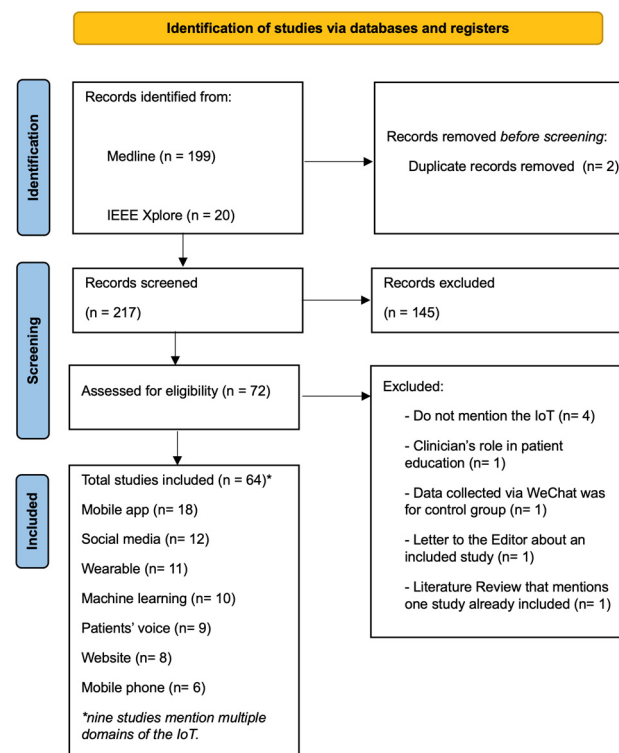 Identification of studies via databases and registers
Identification
Records identified from:
Medline (n = 199)
IEEE Xplore (n = 20)
Records removed before screening:
Duplicate records removed (n = 2)
Screening
Records screened
(n = 217)
Records excluded
(n = 145)
Assessed for eligibility (n = 72)
Excluded:
- Do not mention the IoT (n= 4)
- Clinician's role in patient
education (n= 1)
- Data collected via WeChat was
for control group (n= 1)
- Letter to the Editor about an
included study (n= 1)
- Literature Review that mentions
one study already included (n= 1)
Included
Total studies included (n = 64)*
Mobile app (n= 18)
Social media (n= 12)
Wearable (n= 11)
Machine learning (n= 10)
Patients' voice (n= 9)
Website (n= 8)
Mobile phone (n= 6)
*nine studies mention multiple
domains of the IoT.